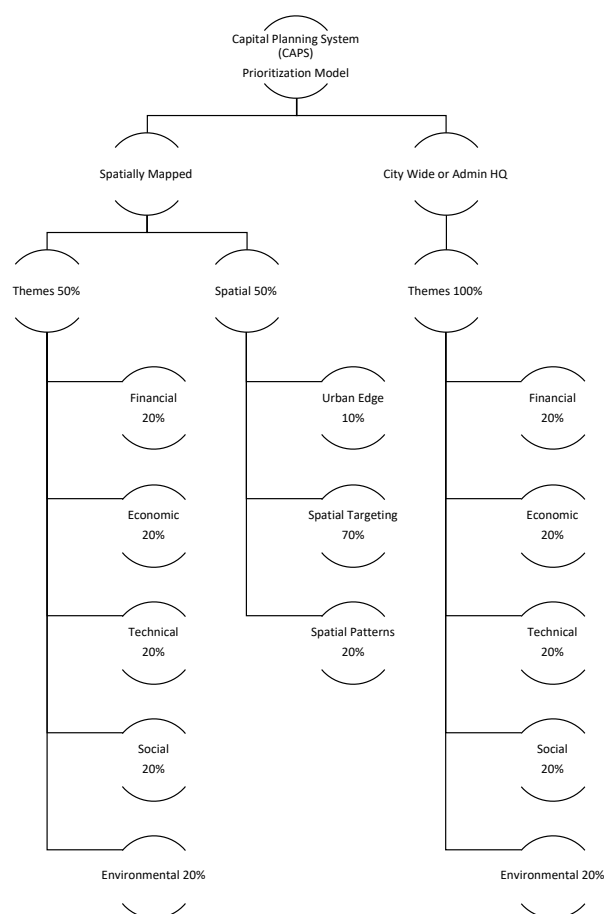 Capital Planning System
(CAPS)
Prioritization Model
Spatially Mapped
City Wide or Admin HQ
Themes 50%
Spatial 50%
Themes 100%
Financial
20%
Urban Edge
10%
Financial
20%
Economic
20%
Spatial Targeting
70%
Economic
20%
Technical
20%
Spatial Patterns
20%
Technical
20%
Social
20%
Social
20%
Environmental 20%
Environmental 20%